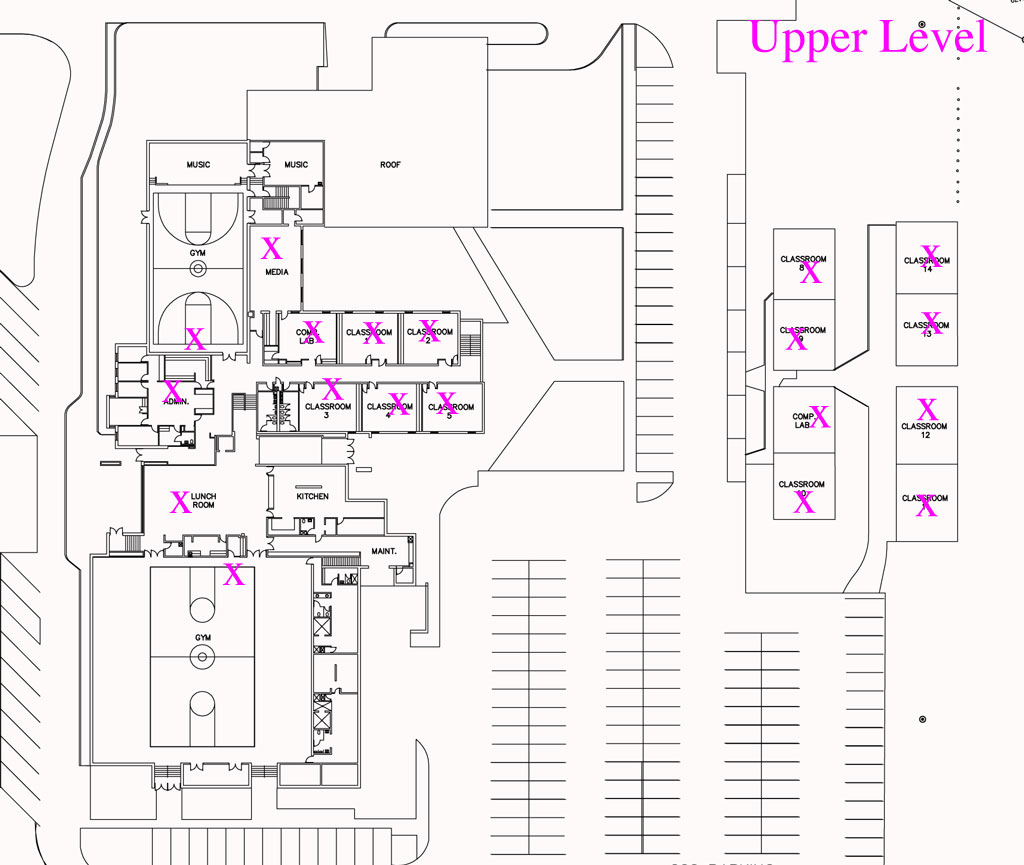 Upper Level
MUSIC
MUSIC
ROOF
GYM
X
MEDIA
X
CLASSROOM
8
X
CLASSROOM
14
X
COMP.
LAB
X
CLASSROOM
1
X
CLASSROOM
2
X
CLASSROOM
9
X
CLASSROOM
13
X
X
ADMIN.
X
CLASSROOM
3
X
CLASSROOM
4
X
CLASSROOM
5
X
COMP.
LAB
X
CLASSROOM
12
X
X
LUNCH
ROOM
KITCHEN
CLASSROOM
10
X
CLASSROOM
X
MAINT.
X
GYM